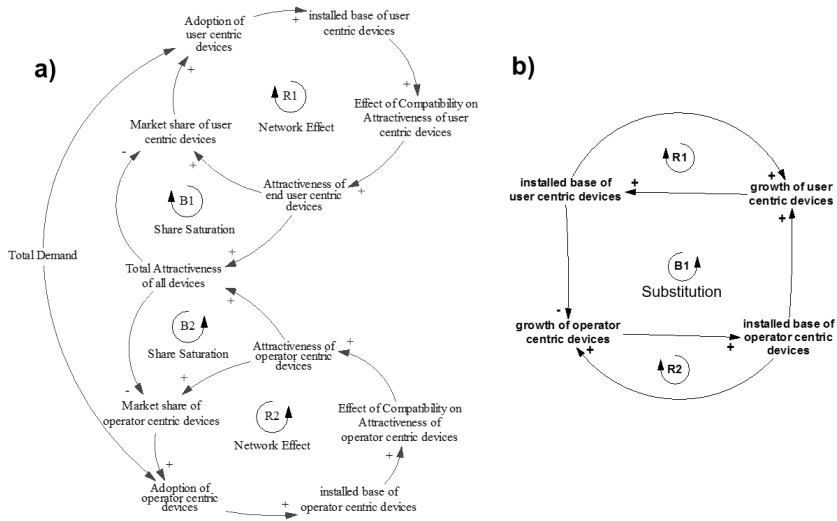 a)
Adoption of
user centric
devices
+
installed base of user
centric devices
+
+
R1
Network Effect
Effect of Compatibility on
Attractiveness of user
centric devices
Market share of user
centric devices
-
+
+
Attractiveness of
end user centric
devices
B1
Share Saturation
+
Total Demand
Total Attractiveness
of all devices
+
B2
Share Saturation
+
Attractiveness of
operator centric
devices
-
+
Market share of
operator centric devices
R2
Network Effect
Effect of Compatibility on
Attractiveness of
operator centric devices
+
+
Adoption of
operator centric
devices
+
installed base of
operator centric devices
b)
R1
installed base of
user centric devices
+
+
growth of user
centric devices
+
B1
Substitution
-
growth of operator
centric devices
+
+
installed base of
operator centric
devices
R2